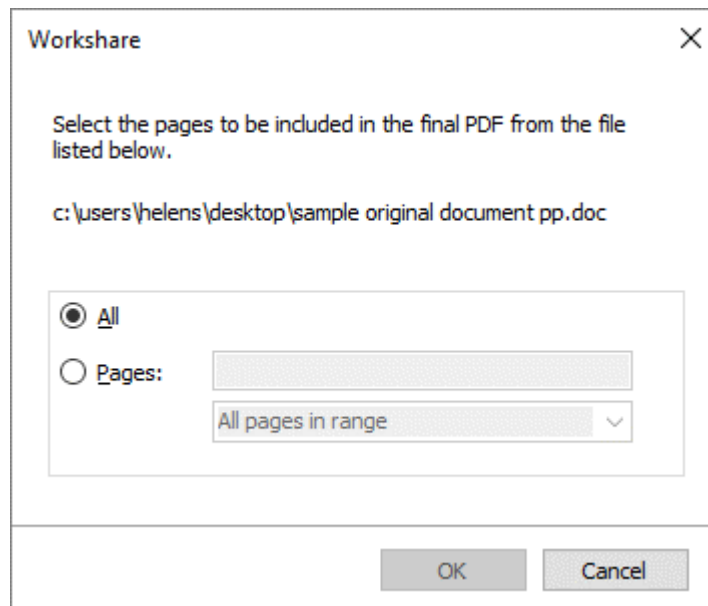 Workshare
Select the pages to be included in the final PDF from the file
listed below.
c:\users\helens\desktop\sample original document pp.doc
All
Pages:
All pages in range
OK
Cancel